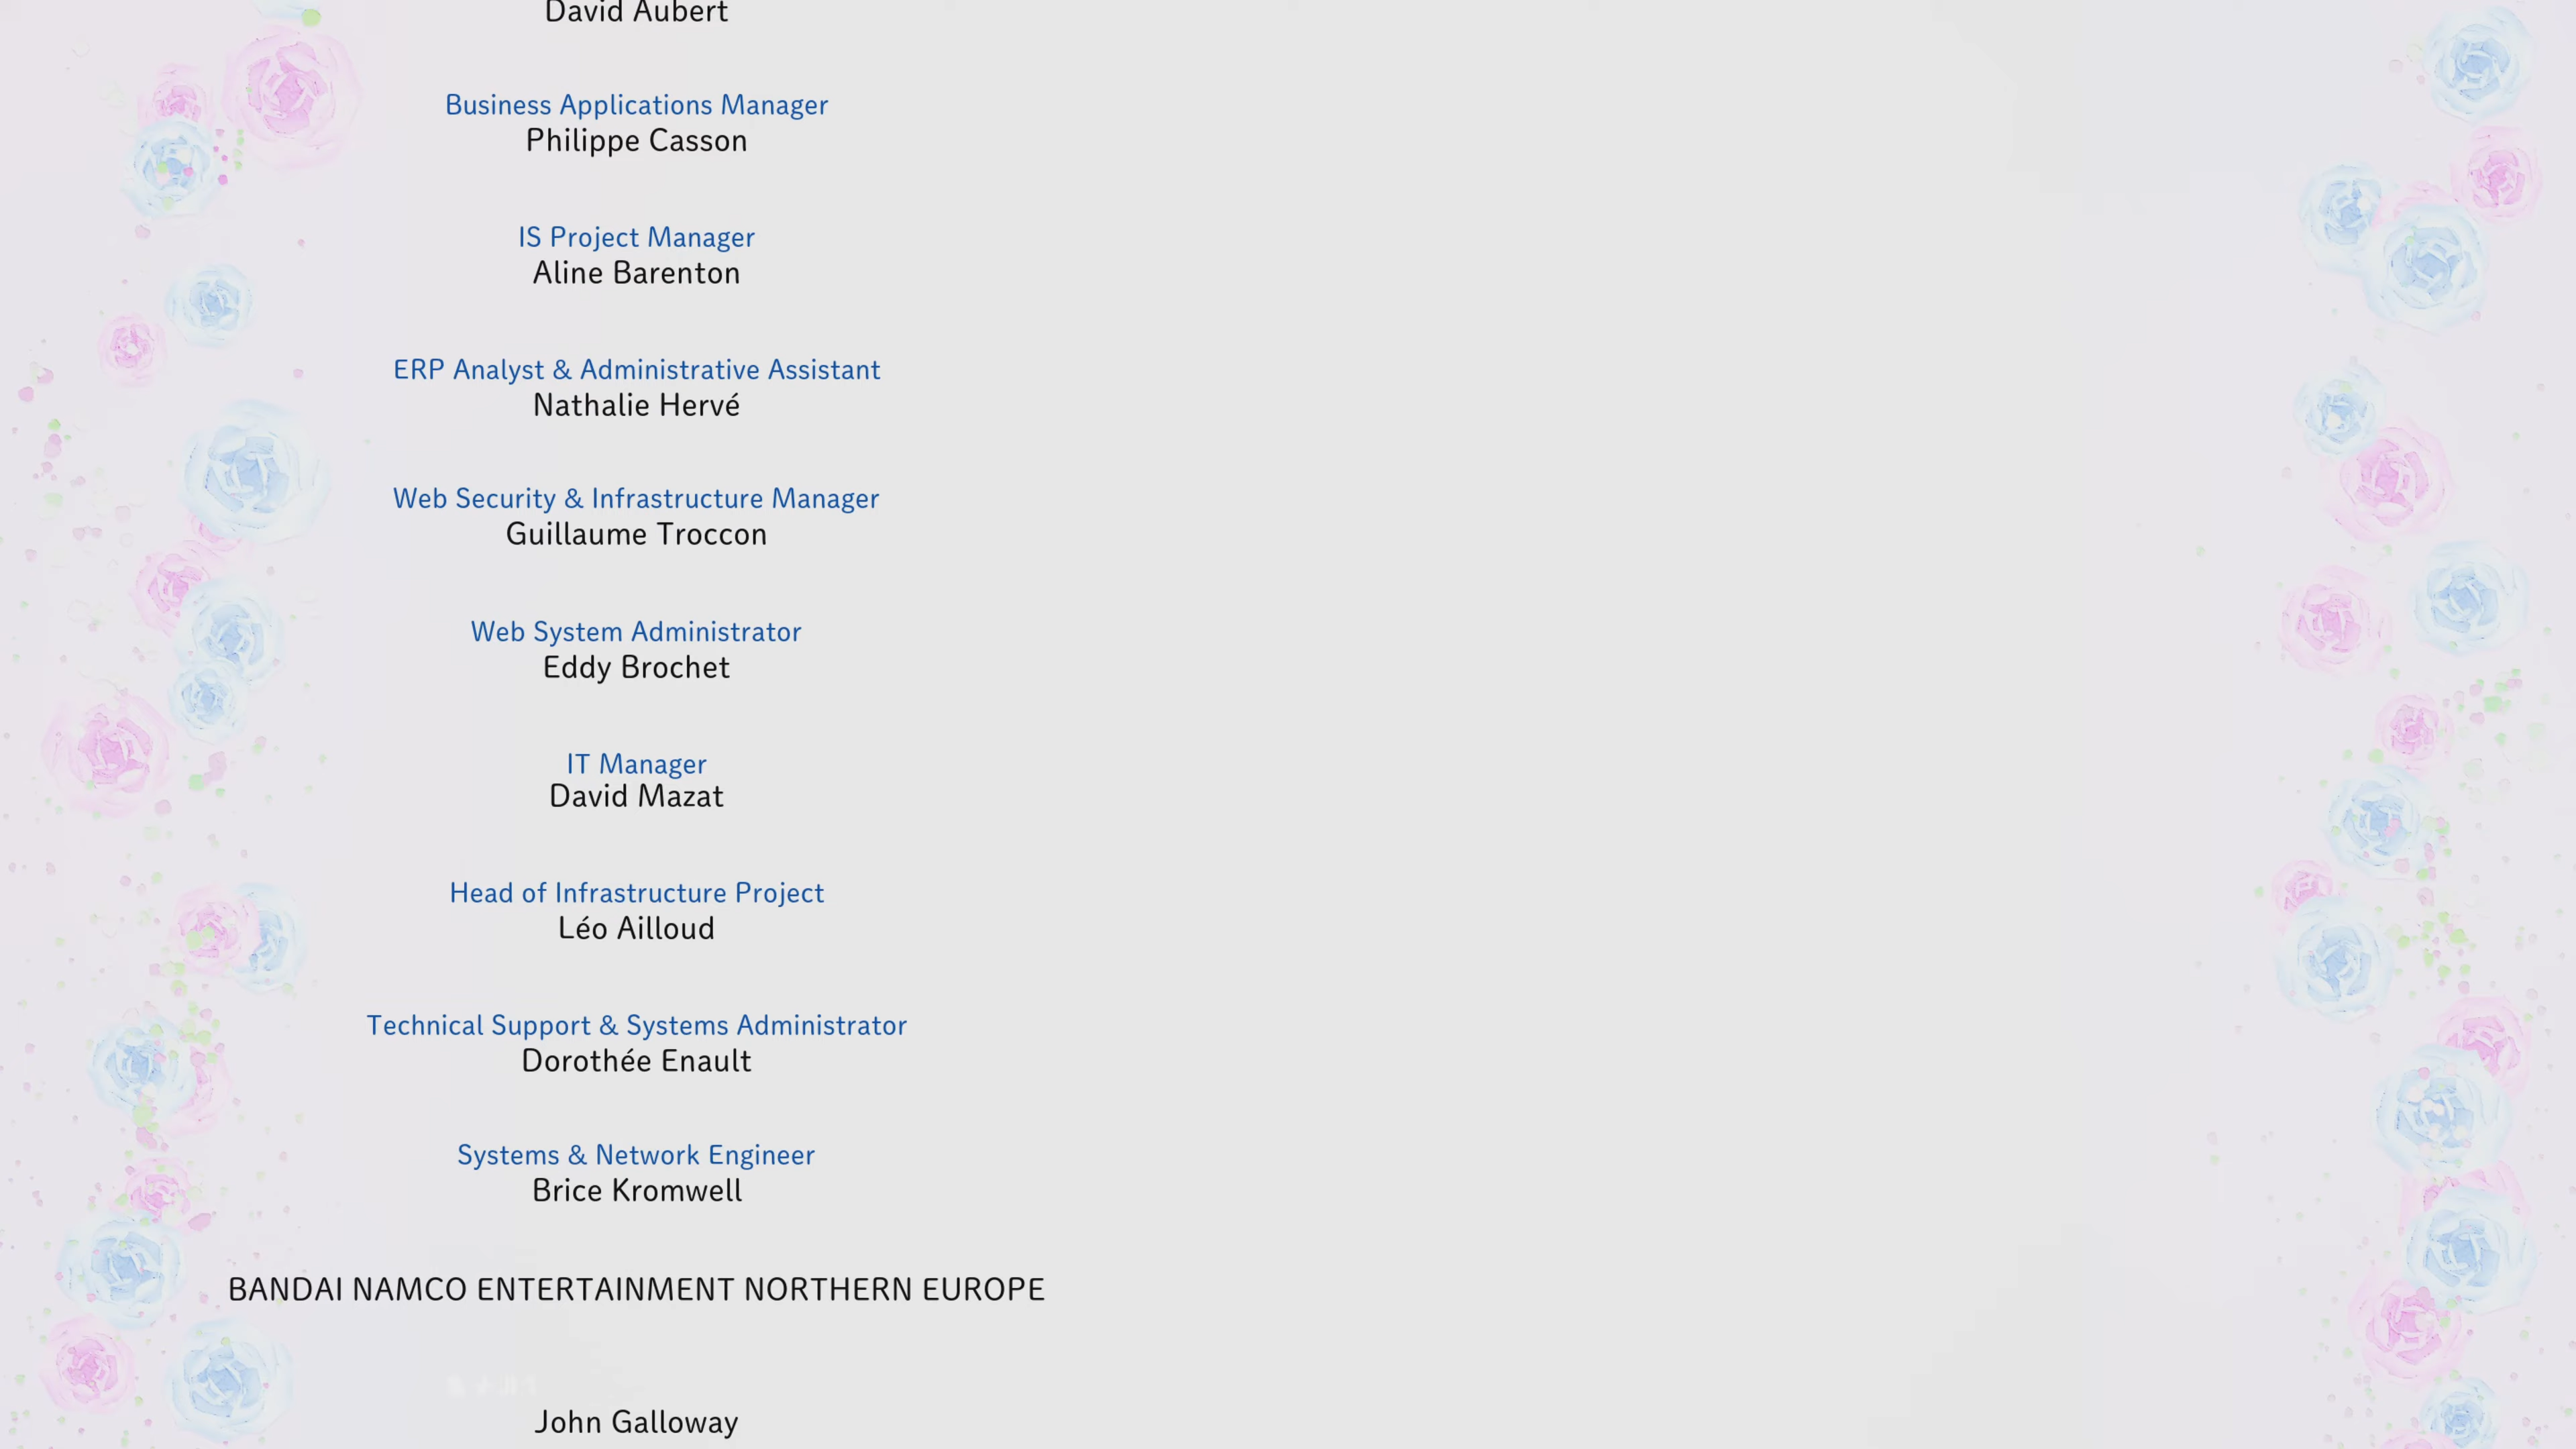 David Aubert
Business Applications Manager
Philippe Casson
IS Project Manager
Aline Barenton
ERP Analyst & Administrative Assistant
Nathalie Hervé
Web Security & Infrastructure Manager
Guillaume Troccon
Web System Administrator
Eddy Brochet
IT Manager
David Mazat
Head of Infrastructure Project
Léo Ailloud
Technical Support & Systems Administrator
Dorothée Enault
Systems & Network Engineer
Brice Kromwell
BANDAI NAMCO ENTERTAINMENT NORTHERN EUROPE
John Galloway